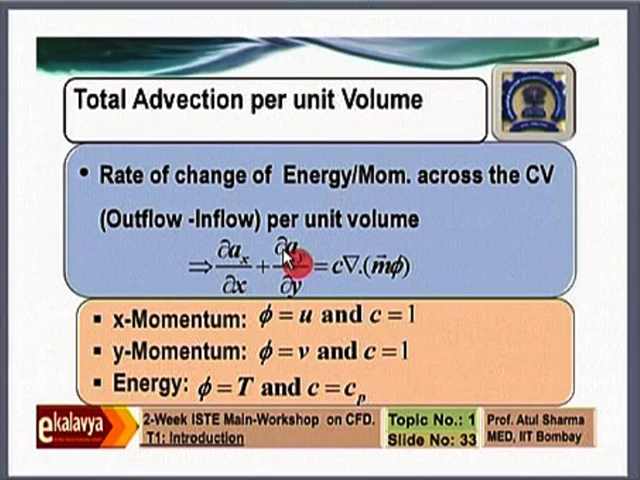 Total Advection per unit Volume
• Rate of change of Energy/Mom. across the CV
(Outflow -Inflow) per unit volume
⇒ ∂aₓ/∂x + ∂a_y/∂y = c∇.(m⃗ϕ)
▪ x-Momentum: ϕ = u and c = 1
▪ y-Momentum: ϕ = v and c = 1
▪ Energy: ϕ = T and c = c_p
ekalavya
2-Week ISTE Main-Workshop on CFD.
T1: Introduction
Topic No.: 1
Slide No: 33
Prof. Atul Sharma
MED, IIT Bombay